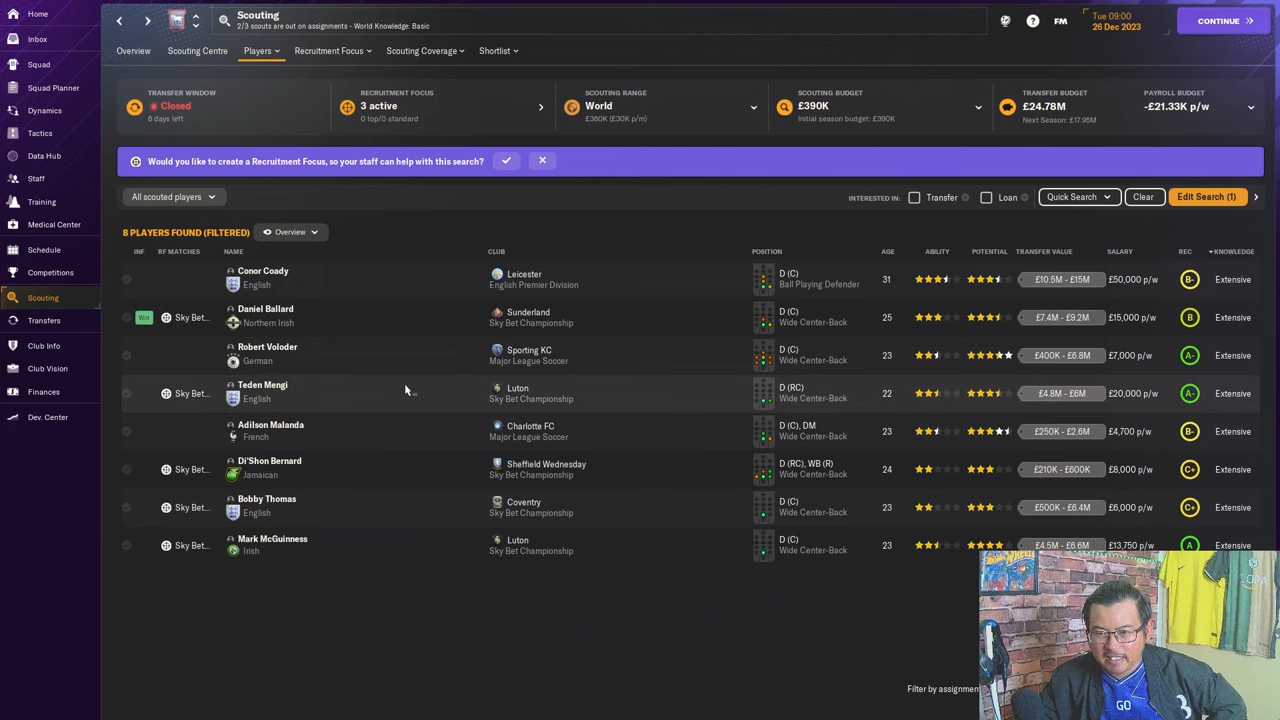 Home
Inbox
Squad
Squad Planner
Dynamics
Tactics
Data Hub
Staff
Training
Medical Center
Schedule
Competitions
Scouting
Transfers
Club Info
Club Vision
Finances
Dev. Center
Scouting
2/3 scouts are out on assignments - World Knowledge: Basic
FM
Tue 09:00
26 Dec 2023
CONTINUE
Overview
Scouting Centre
Players
Recruitment Focus
Scouting Coverage
Shortlist
TRANSFER WINDOW
Closed
6 days left
RECRUITMENT FOCUS
3 active
0 top/0 standard
SCOUTING RANGE
World
£360K (£30K p/m)
SCOUTING BUDGET
£390K
Initial season budget: £390K
TRANSFER BUDGET
£24.78M
Next Season: £17.95M
PAYROLL BUDGET
-£21.33K p/w
Would you like to create a Recruitment Focus, so your staff can help with this search?
All scouted players
INTERESTED IN: Transfer Loan
Quick Search
Clear
Edit Search (1)
8 PLAYERS FOUND (FILTERED) Overview
INF RF MATCHES NAME CLUB POSITION AGE ABILITY POTENTIAL TRANSFER VALUE SALARY REC KNOWLEDGE
Conor Coady Leicester D (C) 31 £10.5M - £15M £50,000 p/w B- Extensive
English English Premier Division Ball Playing Defender
Wnt Sky Bet... Daniel Ballard Sunderland D (C) 25 £7.4M - £9.2M £15,000 p/w B Extensive
Northern Irish Sky Bet Championship Wide Center-Back
Robert Voloder Sporting KC D (C) 23 £400K - £6.8M £7,000 p/w A- Extensive
German Major League Soccer Wide Center-Back
Sky Bet... Teden Mengi Luton D (RC) 22 £4.8M - £6M £20,000 p/w A- Extensive
English Sky Bet Championship Wide Center-Back
Adilson Malanda Charlotte FC D (C), DM 23 £250K - £2.6M £4,700 p/w B- Extensive
French Major League Soccer Wide Center-Back
Sky Bet... Di'Shon Bernard Sheffield Wednesday D (RC), WB (R) 24 £210K - £600K £8,000 p/w C+ Extensive
Jamaican Sky Bet Championship Wide Center-Back
Sky Bet... Bobby Thomas Coventry D (C) 23 £500K - £6.4M £6,000 p/w C+ Extensive
English Sky Bet Championship Wide Center-Back
Sky Bet... Mark McGuinness Luton D (C) 23 £4.5M - £6.6M £13,750 p/w A Extensive
Irish Sky Bet Championship Wide Center-Back
Filter by assignmen
GO